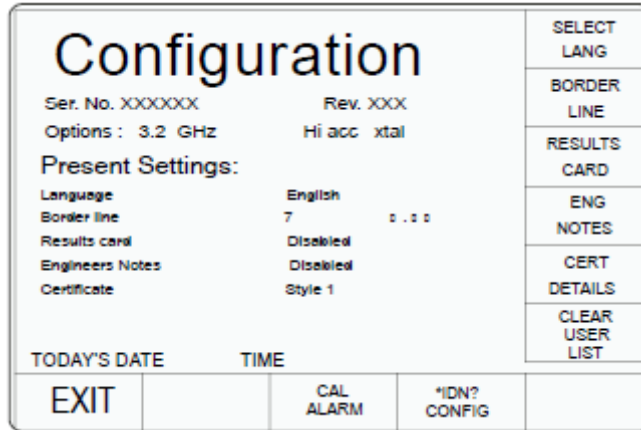 Configuration
Ser. No. XXXXXX Rev. XXX
Options : 3.2 GHz Hi acc xtal
Present Settings:
Language English
Border line 7
Results card Disabled
Engineers Notes Disabled
Certificate Style 1
TODAY'S DATE TIME
SELECT
LANG
BORDER
LINE
RESULTS
CARD
ENG
NOTES
CERT
DETAILS
CLEAR
USER
LIST
EXIT
CAL
ALARM
*IDN?
CONFIG